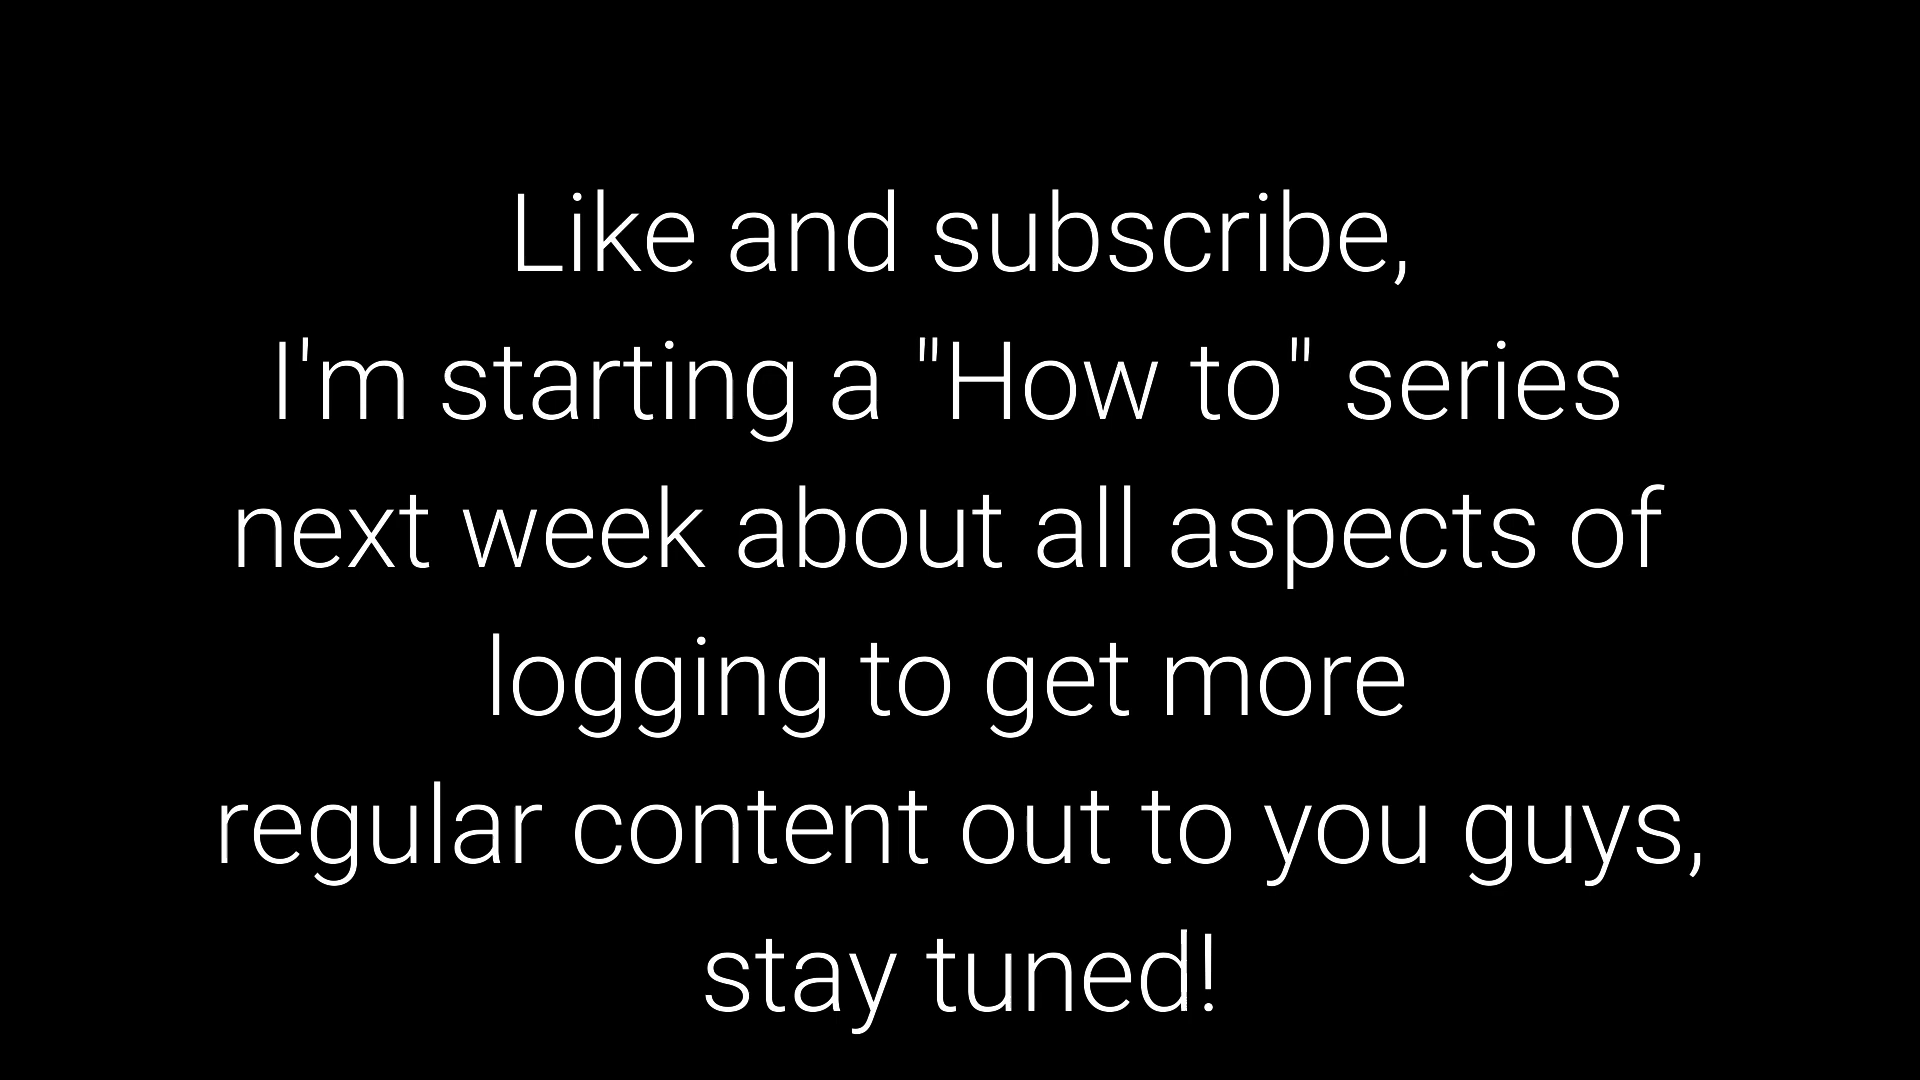 Like and subscribe,
I'm starting a "How to" series
next week about all aspects of
logging to get more
regular content out to you guys,
stay tuned!